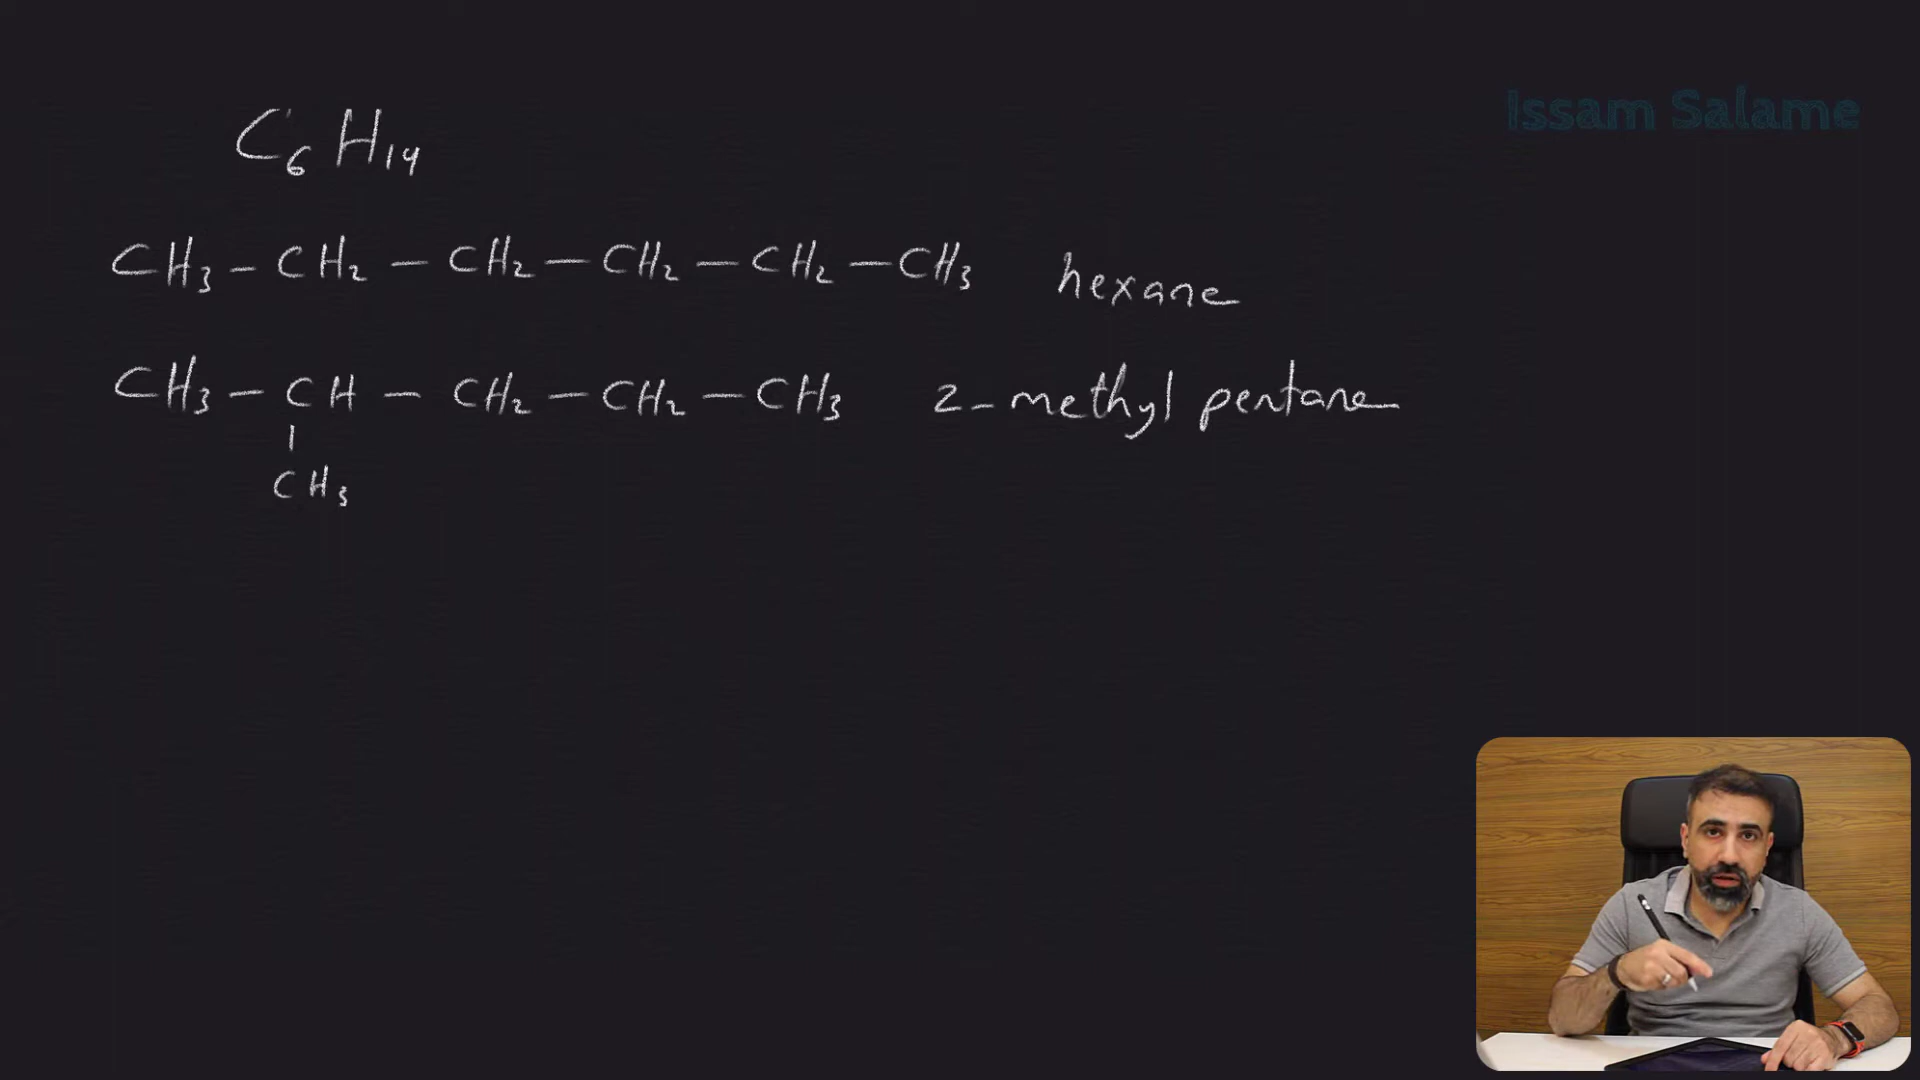 Issam Salame
C₆H₁₄
CH₃ – CH₂ – CH₂ – CH₂ – CH₂ – CH₃ hexane
CH₃ – CH – CH₂ – CH₂ – CH₃ 2-methyl pentane
|
CH₃